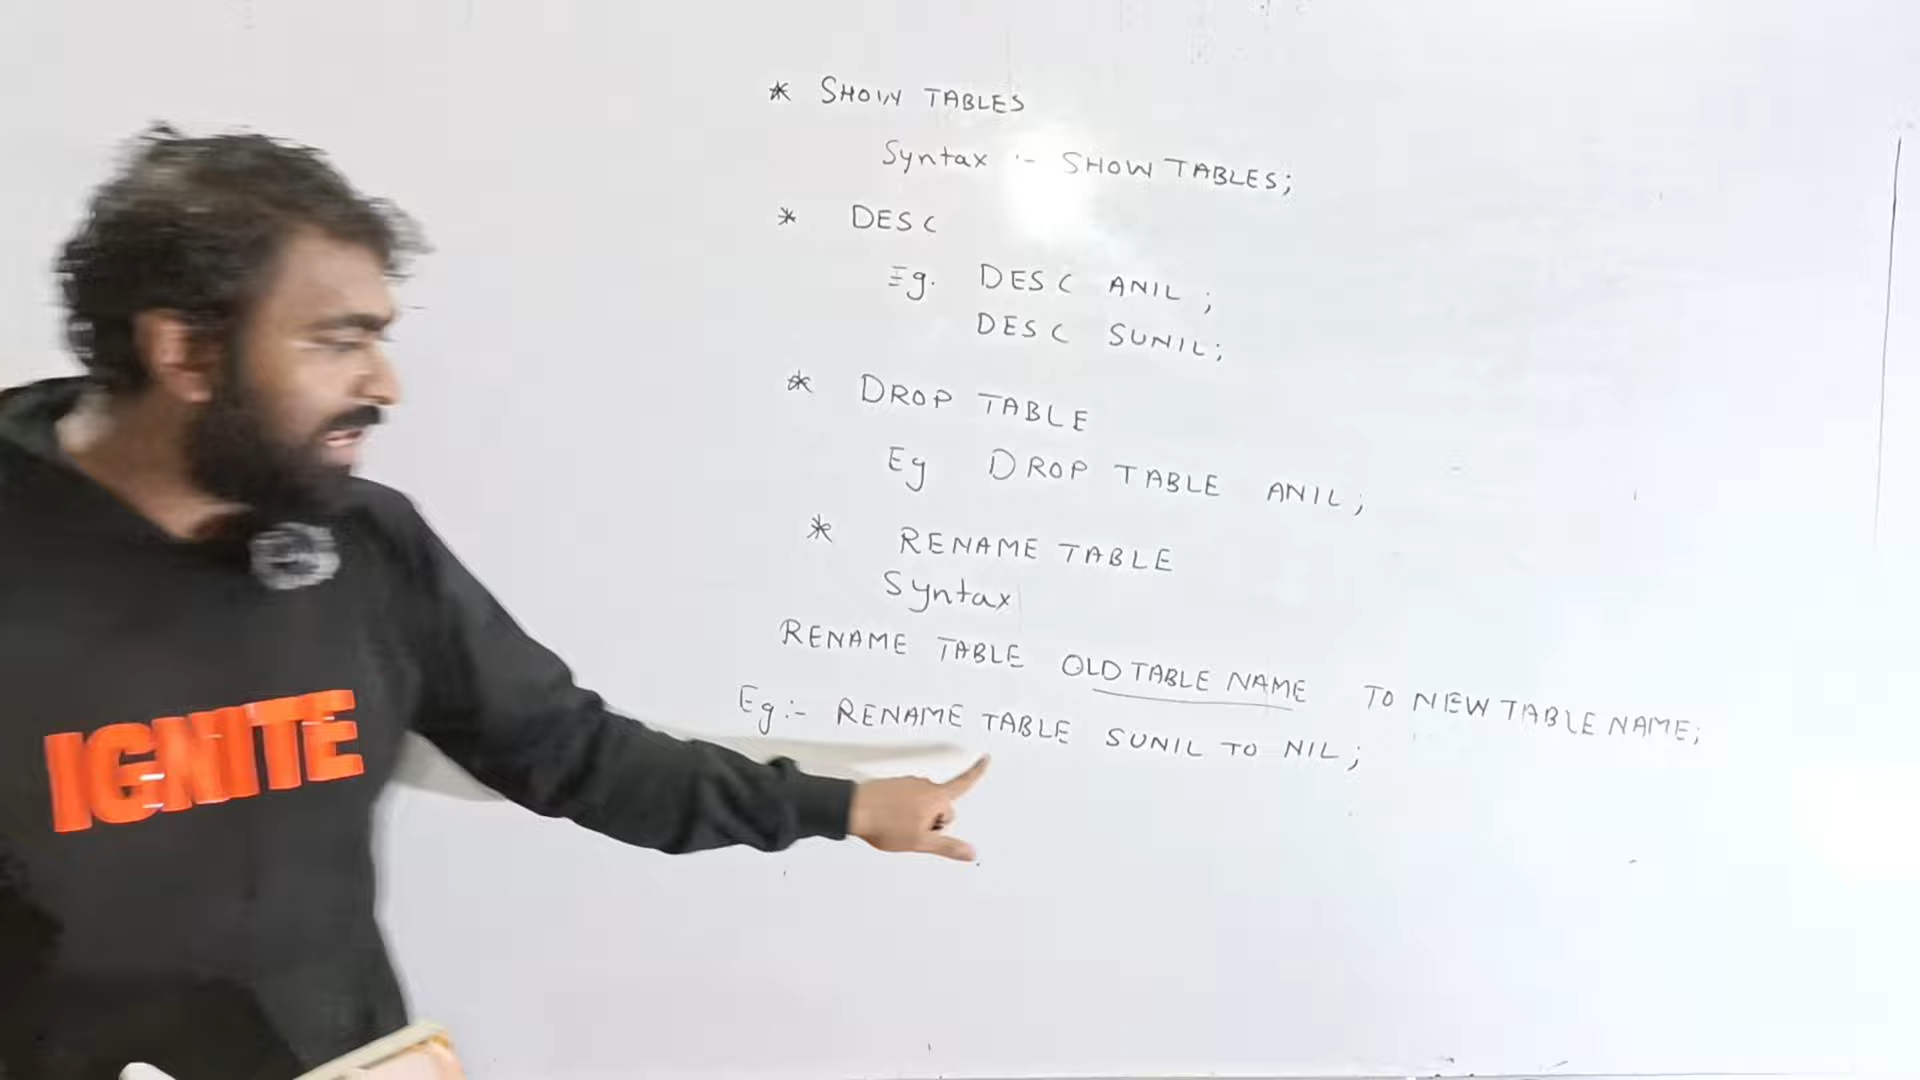 * SHOW TABLES
Syntax :- SHOW TABLES;
* DESC
Eg. DESC ANIL ;
DESC SUNIL;
* DROP TABLE
Eg DROP TABLE ANIL;
* RENAME TABLE
Syntax
RENAME TABLE OLD TABLE NAME TO NEW TABLE NAME;
Eg:- RENAME TABLE SUNIL TO NIL;
IGNITE